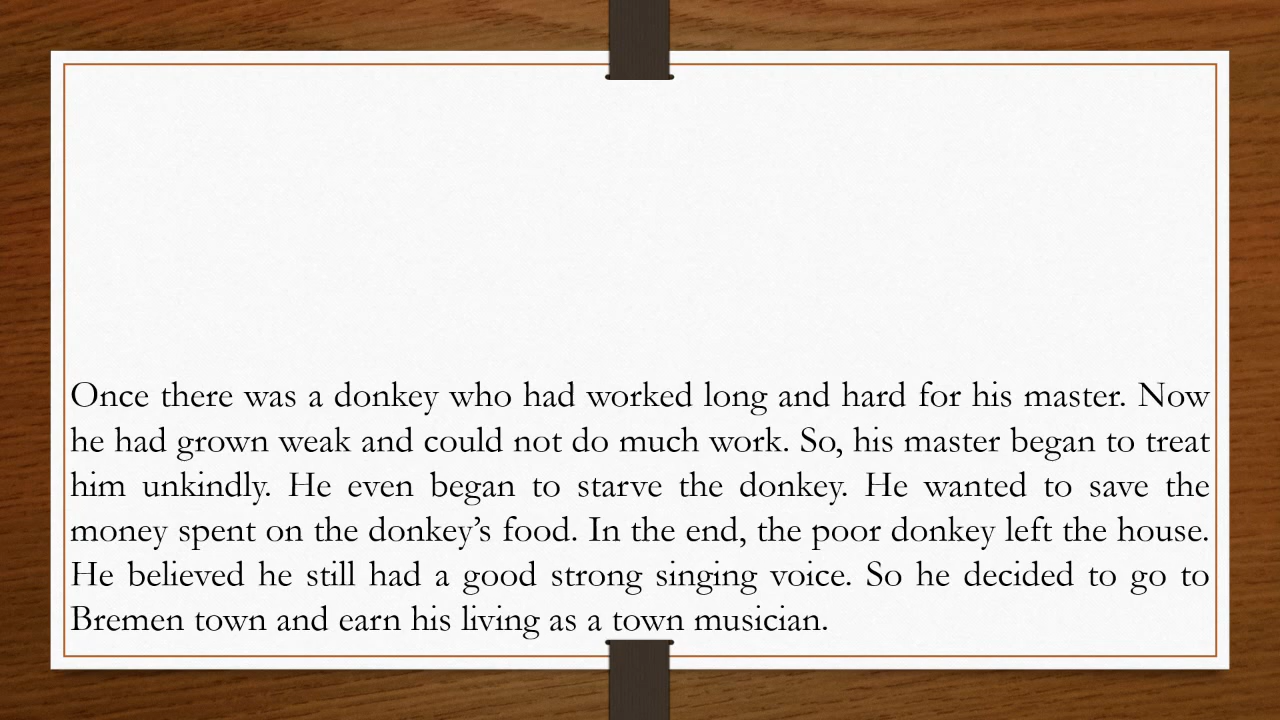 Once there was a donkey who had worked long and hard for his master. Now
he had grown weak and could not do much work. So, his master began to treat
him unkindly. He even began to starve the donkey. He wanted to save the
money spent on the donkey’s food. In the end, the poor donkey left the house.
He believed he still had a good strong singing voice. So he decided to go to
Bremen town and earn his living as a town musician.